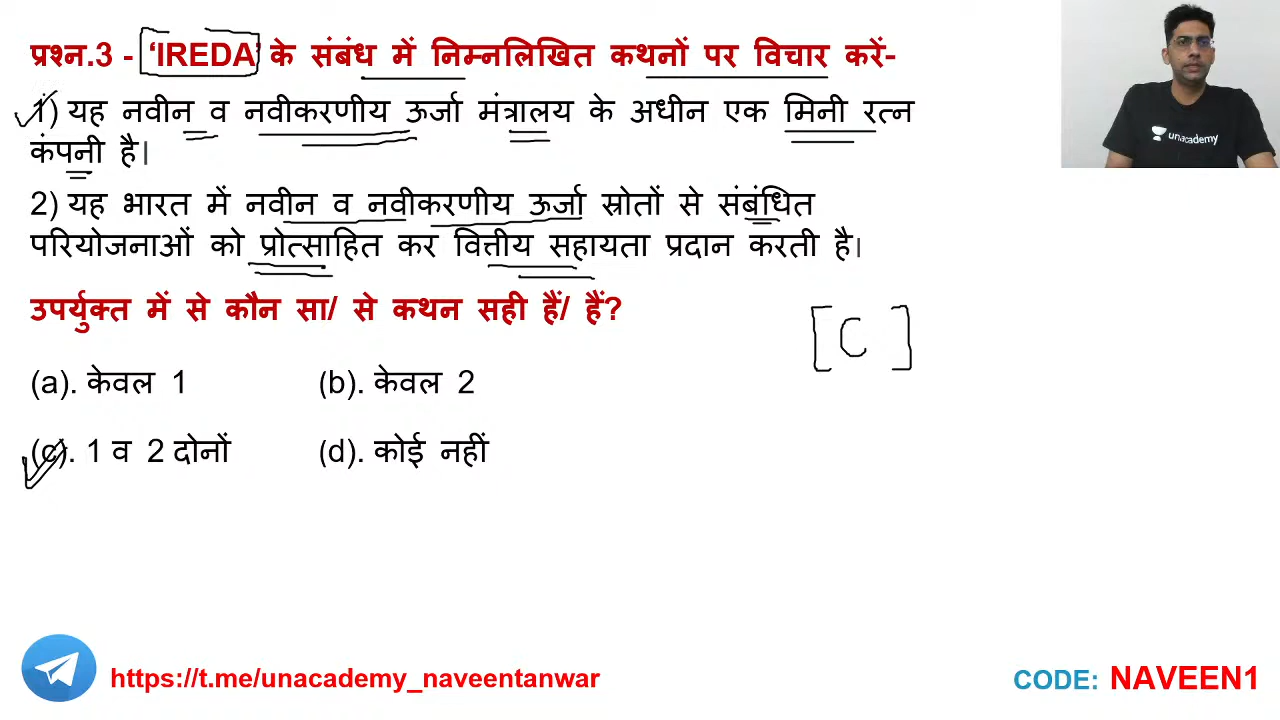 प्रश्न.3 - 'IREDA' के संबंध में निम्नलिखित कथनों पर विचार करें-
1) यह नवीन व नवीकरणीय ऊर्जा मंत्रालय के अधीन एक मिनी रत्न
कंपनी है।
2) यह भारत में नवीन व नवीकरणीय ऊर्जा स्रोतों से संबंधित
परियोजनाओं को प्रोत्साहित कर वित्तीय सहायता प्रदान करती है।
उपर्युक्त में से कौन सा/ से कथन सही हैं/ हैं?
[C]
(a). केवल 1 (b). केवल 2
(c). 1 व 2 दोनों (d). कोई नहीं
unacademy
https://t.me/unacademy_naveentanwar
CODE: NAVEEN1